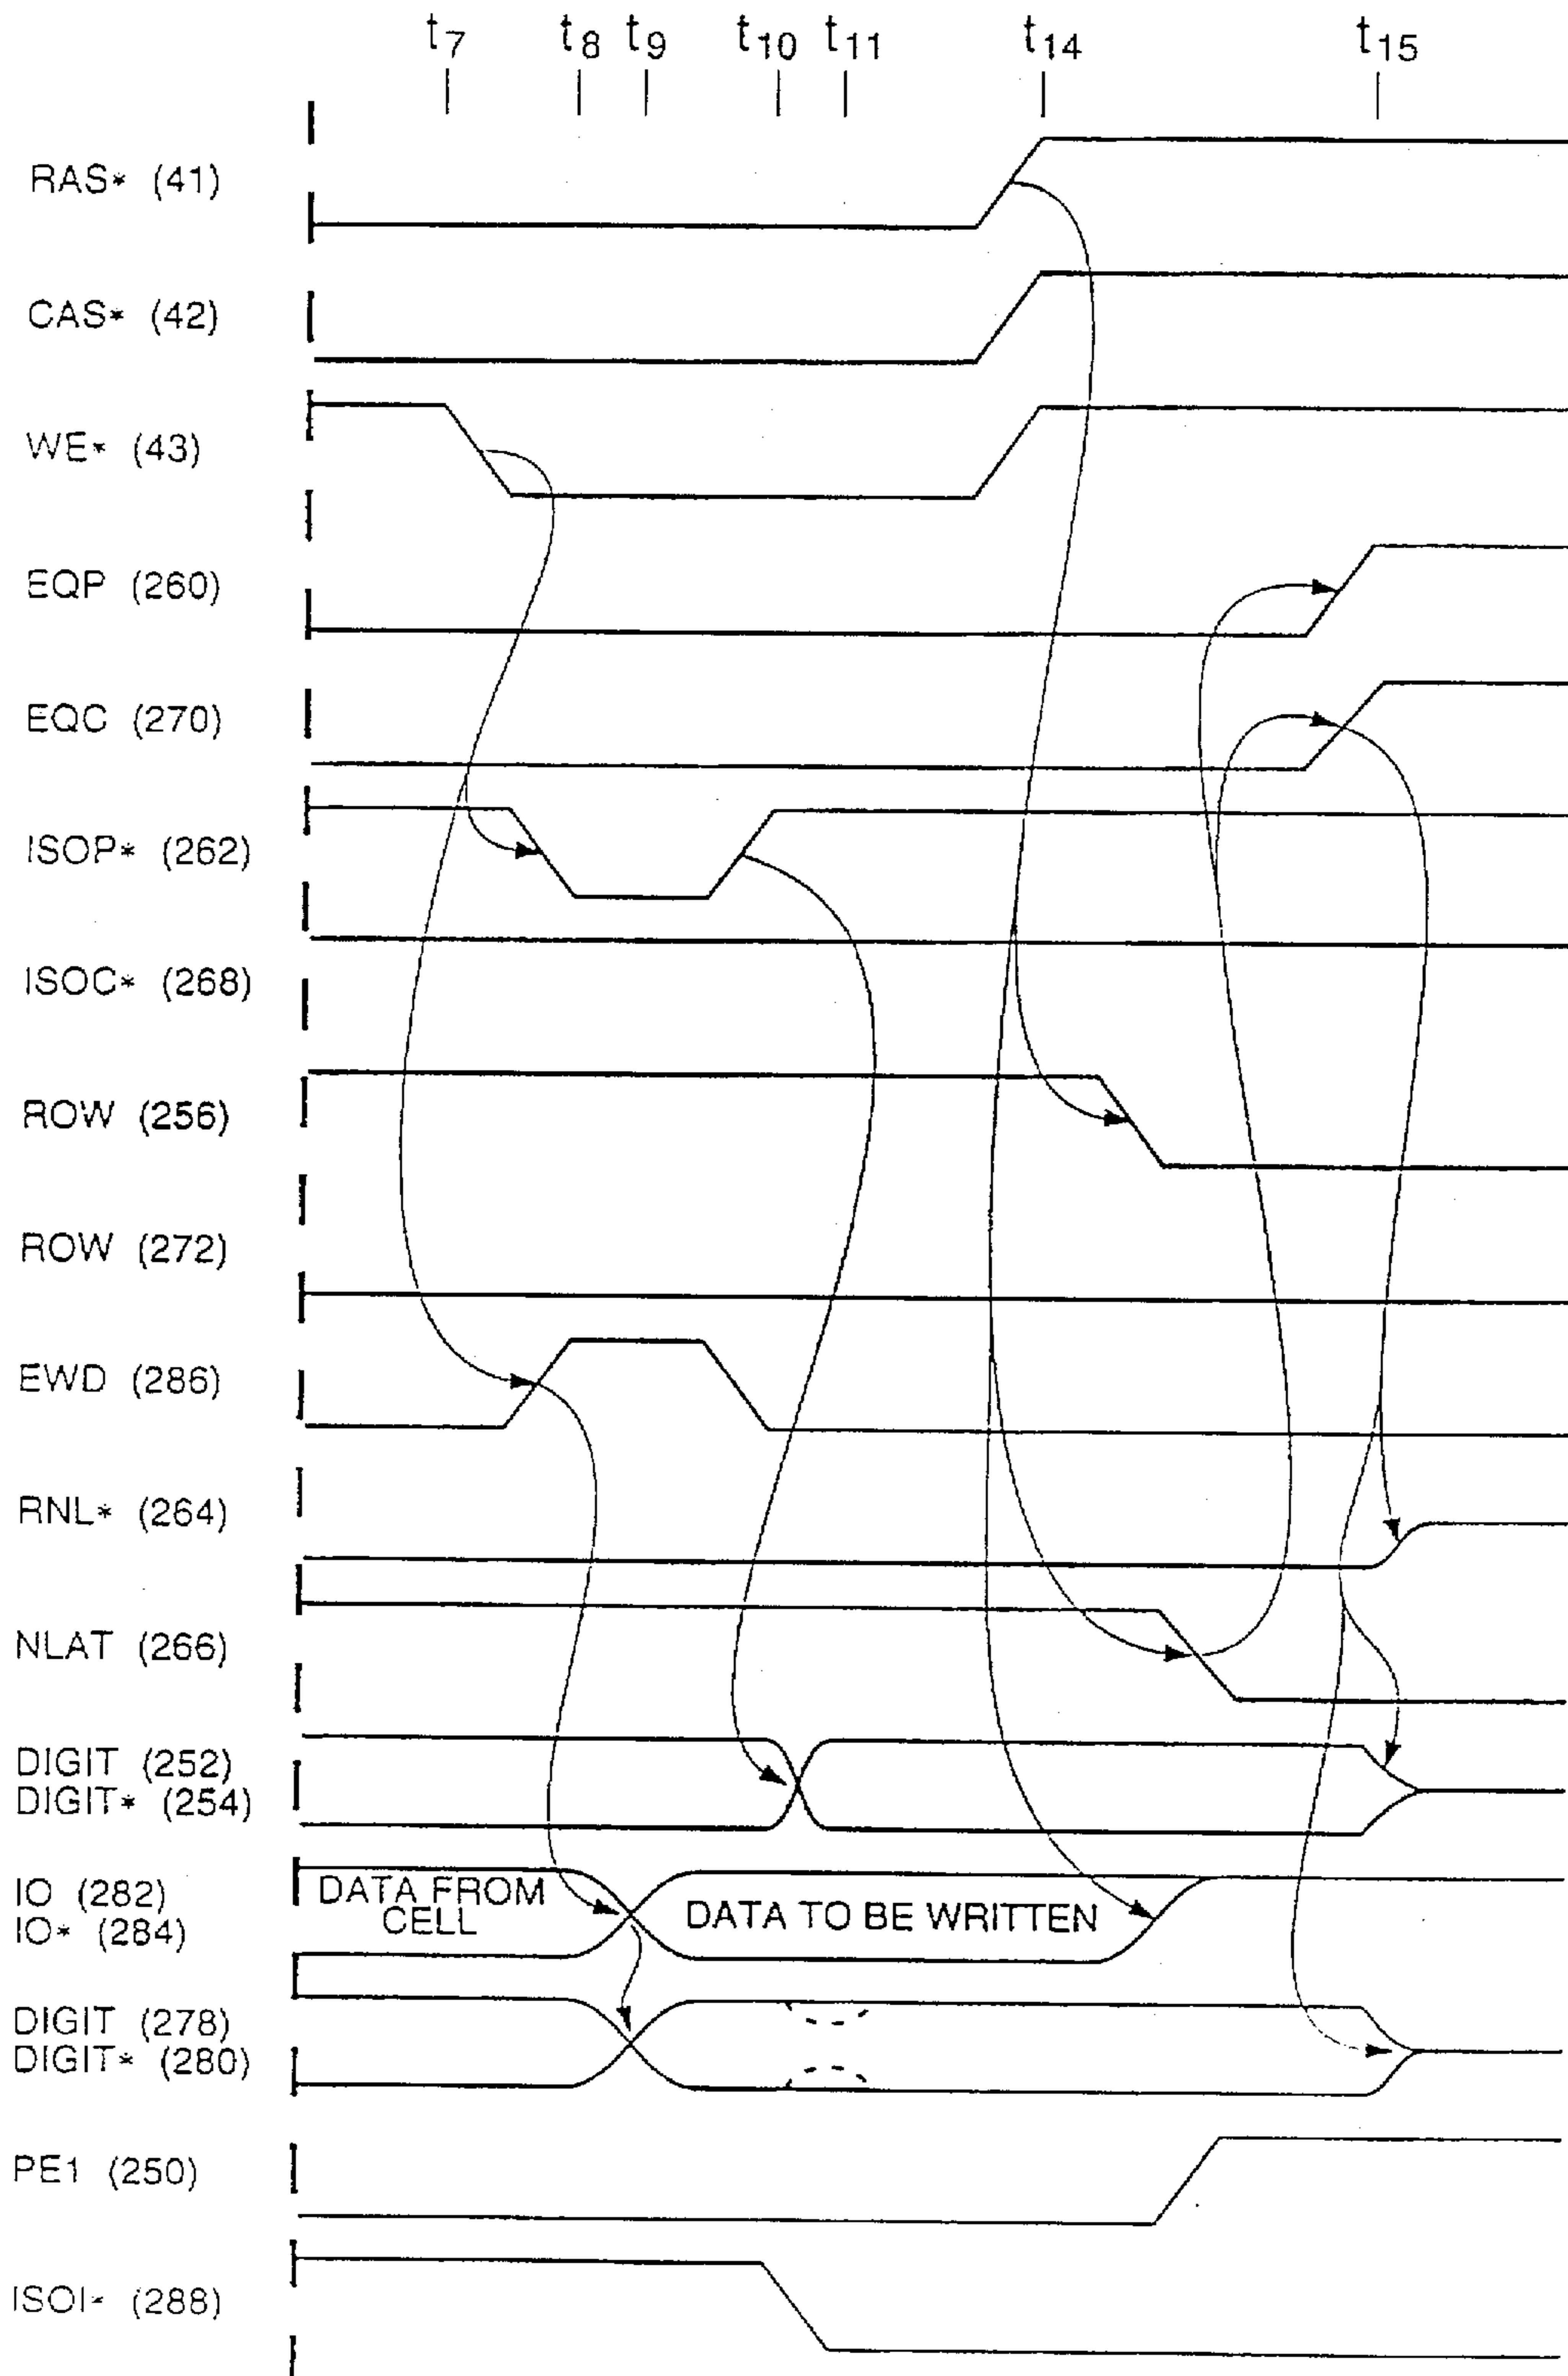 t7 t8 t9 t10 t11 t14 t15
RAS* (41)
CAS* (42)
WE* (43)
EQP (260)
EQC (270)
ISOP* (262)
ISOC* (268)
ROW (256)
ROW (272)
EWD (286)
RNL* (264)
NLAT (266)
DIGIT (252)
DIGIT* (254)
IO (282)
IO* (284)
DATA FROM
CELL
DATA TO BE WRITTEN
DIGIT (278)
DIGIT* (280)
PE1 (250)
ISOI* (288)